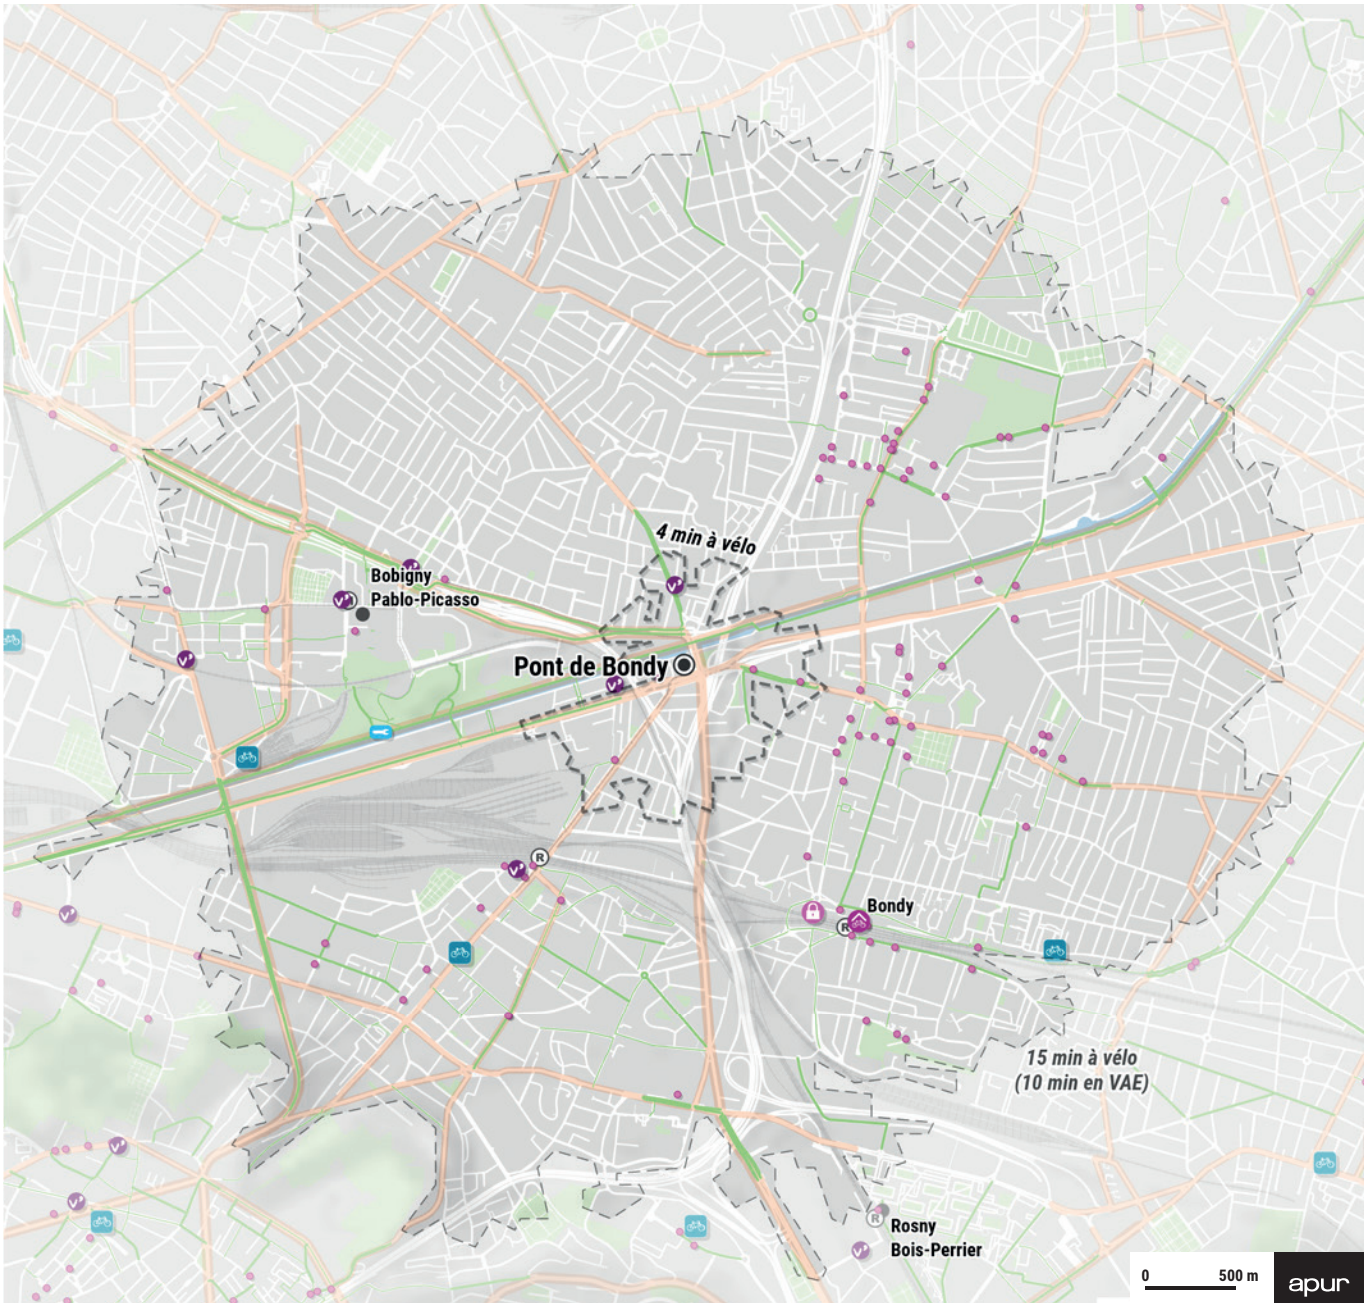 4 min à vélo
Bobigny
Pablo-Picasso
Pont de Bondy
R
Bondy
R
15 min à vélo
(10 min en VAE)
R
Rosny
Bois-Perrier
0 500 m
apur